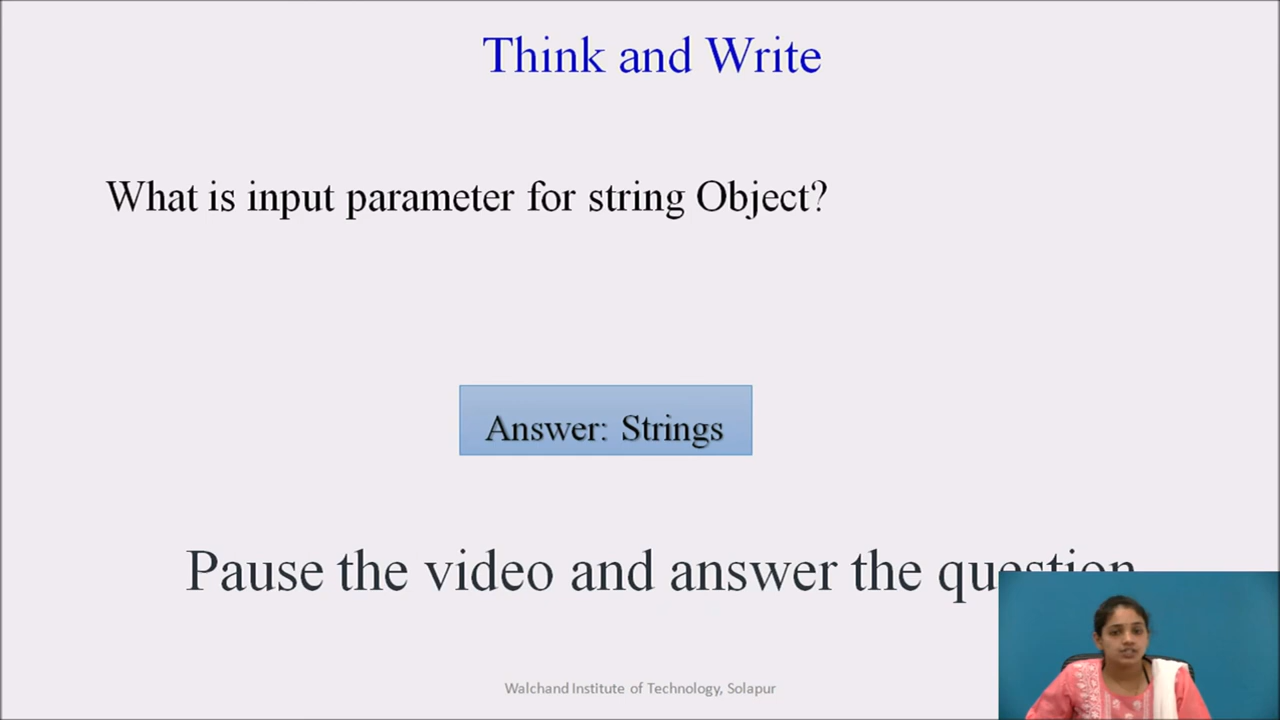 Think and Write
What is input parameter for string Object?
Answer: Strings
Pause the video and answer the question
Walchand Institute of Technology, Solapur